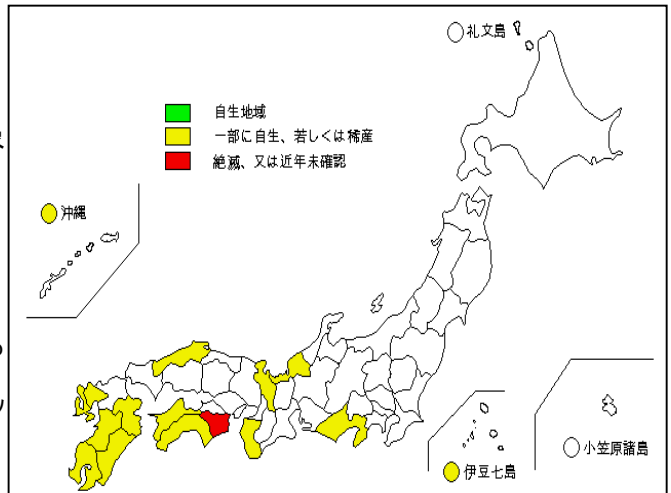 礼文島
自生地域
一部に自生、若しくは稀産
絶滅、又は近年未確認
沖縄
小笠原諸島
伊豆七島